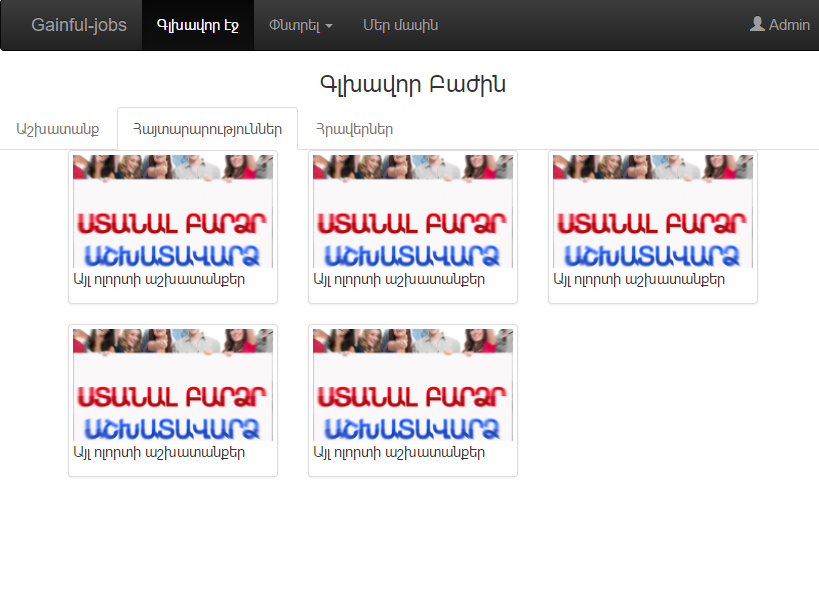 Gainful-jobs Գլխավոր էջ Փնտրել Մեր մասին Admin
Գլխավոր Բաժին
Աշխատանք Հայտարարություններ Հրավերներ
ՍՏԱՆԱԼ ԲԱՐՁՐ
ԱՇԽԱՏԱՎԱՐՁ
Այլ ոլորտի աշխատանքեր
ՍՏԱՆԱԼ ԲԱՐՁՐ
ԱՇԽԱՏԱՎԱՐՁ
Այլ ոլորտի աշխատանքեր
ՍՏԱՆԱԼ ԲԱՐՁՐ
ԱՇԽԱՏԱՎԱՐՁ
Այլ ոլորտի աշխատանքեր
ՍՏԱՆԱԼ ԲԱՐՁՐ
ԱՇԽԱՏԱՎԱՐՁ
Այլ ոլորտի աշխատանքեր
ՍՏԱՆԱԼ ԲԱՐՁՐ
ԱՇԽԱՏԱՎԱՐՁ
Այլ ոլորտի աշխատանքեր